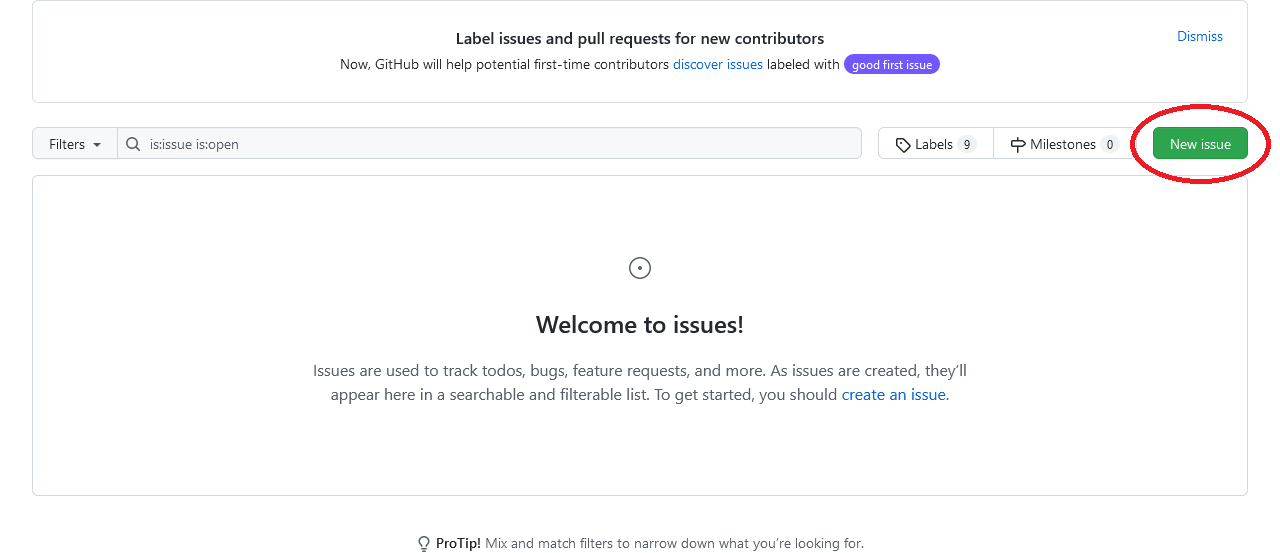 Label issues and pull requests for new contributors
Dismiss
Now, GitHub will help potential first-time contributors discover issues labeled with good first issue
Filters is:issue is:open Labels 9 Milestones 0 New issue
Welcome to issues!
Issues are used to track todos, bugs, feature requests, and more. As issues are created, they’ll
appear here in a searchable and filterable list. To get started, you should create an issue.
ProTip! Mix and match filters to narrow down what you’re looking for.